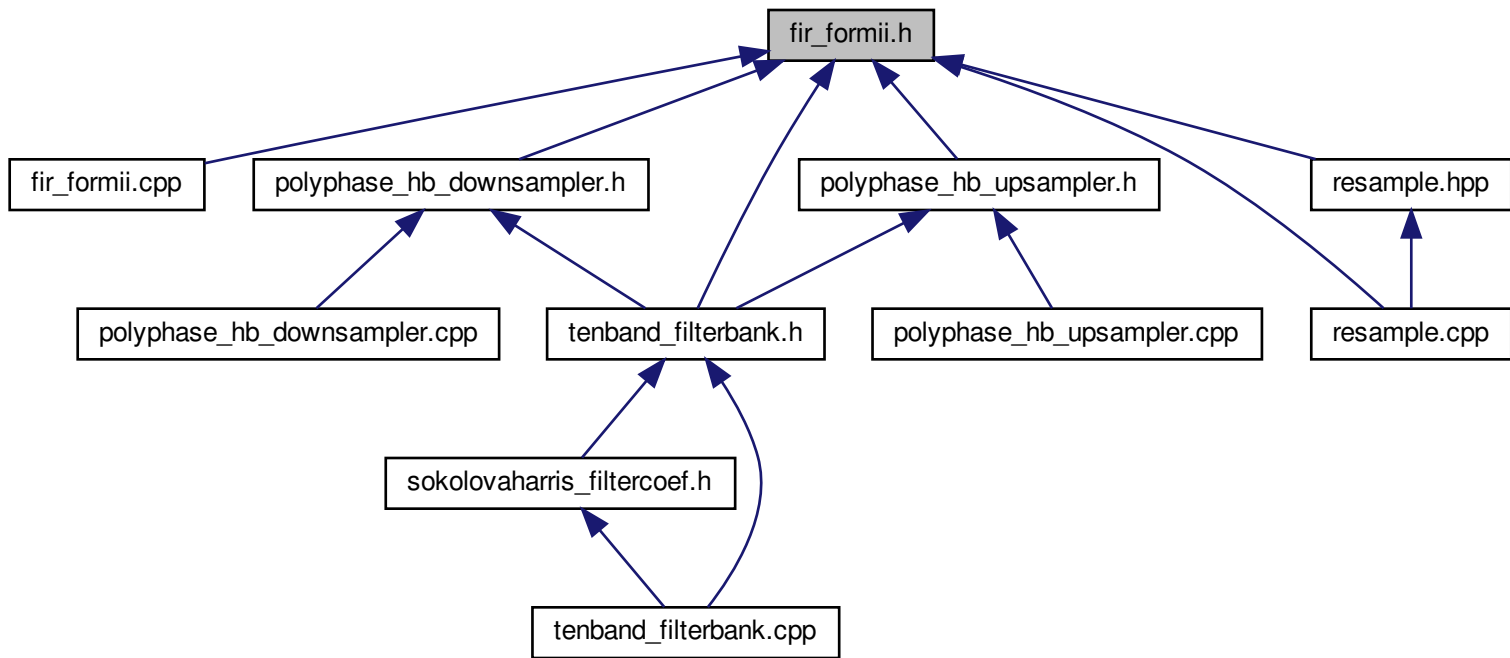 fir_formii.h
fir_formii.cpp
polyphase_hb_downsampler.h
polyphase_hb_upsampler.h
resample.hpp
polyphase_hb_downsampler.cpp
tenband_filterbank.h
polyphase_hb_upsampler.cpp
resample.cpp
sokolovaharris_filtercoef.h
tenband_filterbank.cpp